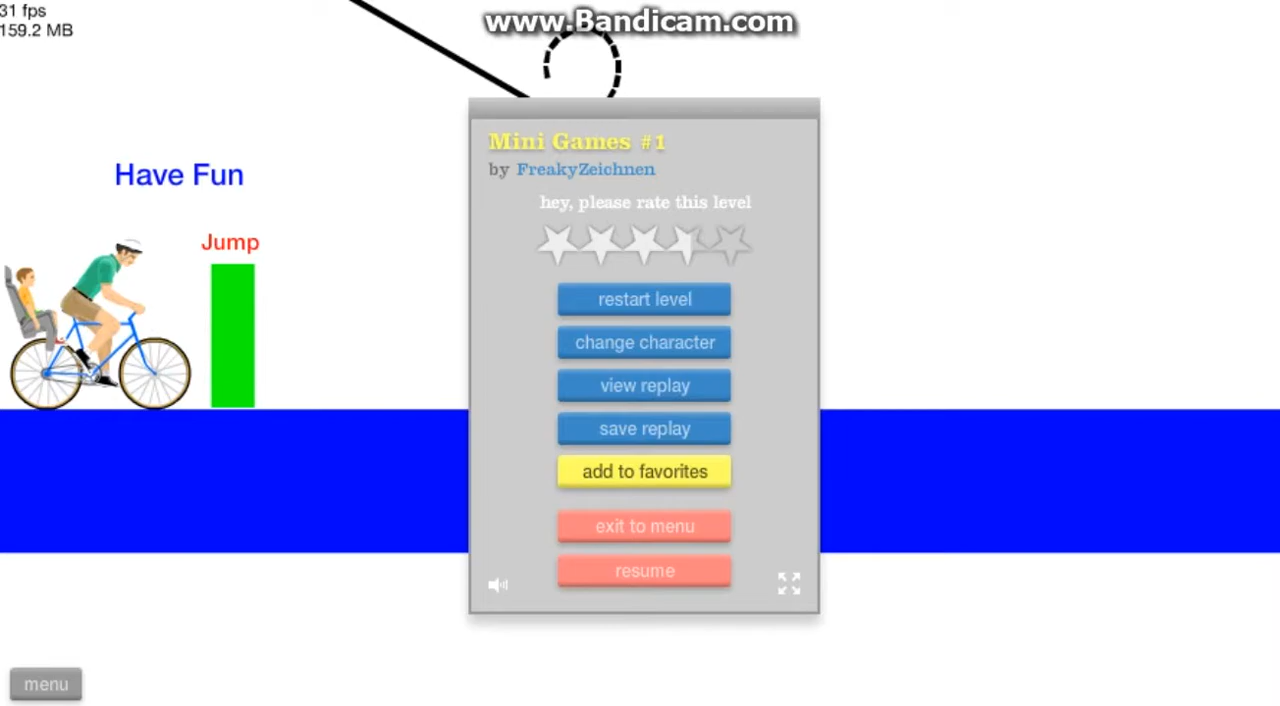 31 fps
159.2 MB
www.Bandicam.com
Have Fun
Jump
Mini Games #1
by FreakyZeichnen
hey, please rate this level
restart level
change character
view replay
save replay
add to favorites
exit to menu
resume
menu